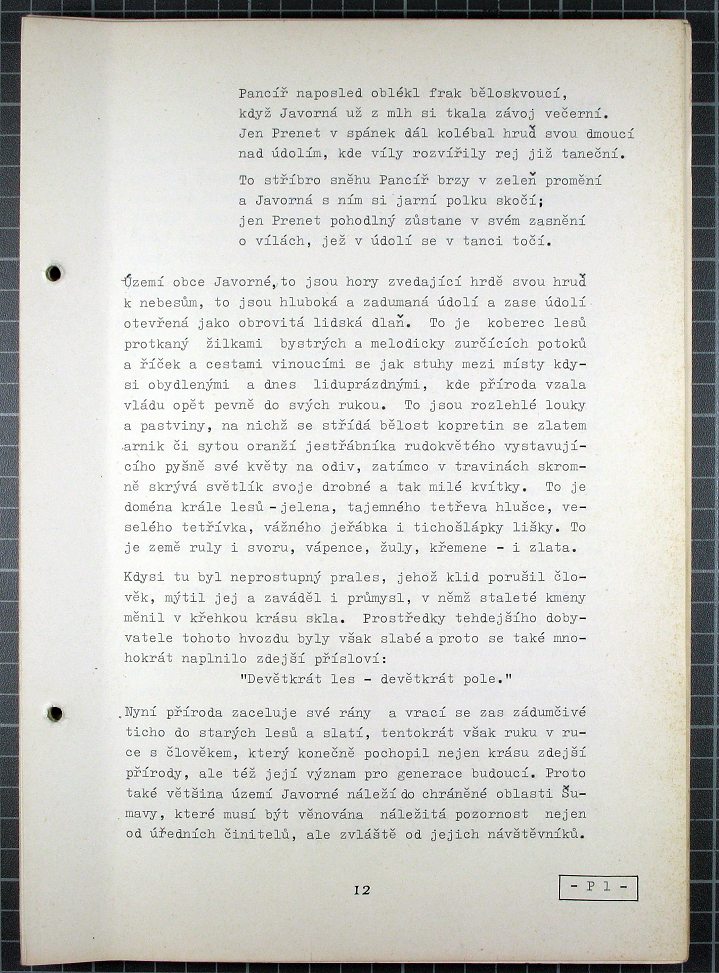 Pancíř naposled oblékl frak běloskvoucí,
když Javorná už z mlh si tkala závoj večerní.
Jen Prenet v spánek dál kolébal hruď svou dmoucí
nad údolím, kde víly rozvířily rej již taneční.
To stříbro sněhu Pancíř brzy v zeleň promění
a Javorná s ním si jarní polku skočí;
jen Prenet pohodlný zůstane v svém zasnění
o vílách, jež v údolí se v tanci točí.
Území obce Javorné, to jsou hory zvedající hrdě svou hruď
k nebesům, to jsou hluboká a zadumaná údolí a zase údolí
otevřená jako obrovitá lidská dlaň. To je koberec lesů
protkaný žilkami bystrých a melodicky zurčících potoků
a říček a cestami vinoucími se jak stuhy mezi místy kdy-
si obydlenými a dnes liduprázdnými, kde příroda vzala
vládu opět pevně do svých rukou. To jsou rozlehlé louky
a pastviny, na nichž se střídá bělost kopretin se zlatem
arnik či sytou oranží jestřábníka rudokvětého vystavují-
cího pyšně své květy na odiv, zatímco v travinách skrom-
ně skrývá světlík svoje drobné a tak milé kvítky. To je
doména krále lesů - jelena, tajemného tetřeva hlušce, ve-
selého tetřívka, vážného jeřábka i tichošlápky lišky. To
je země ruly i svoru, vápence, žuly, křemene - i zlata.
Kdysi tu byl neprostupný prales, jehož klid porušil člo-
věk, mýtil jej a zaváděl i průmysl, v němž staleté kmeny
měnil v křehkou krásu skla. Prostředky tehdejšího doby-
vatele tohoto hvozdu byly však slabé a proto se také mno-
hokrát naplnilo zdejší přísloví:
"Devětkrát les - devětkrát pole."
Nyní příroda zaceluje své rány a vrací se zas zádumčivé
ticho do starých lesů a slatí, tentokrát však ruku v ru-
ce s člověkem, který konečně pochopil nejen krásu zdejší
přírody, ale též její význam pro generace budoucí. Proto
také většina území Javorné náleží do chráněné oblasti Šu-
mavy, které musí být věnována náležitá pozornost nejen
od úředních činitelů, ale zvláště od jejich návštěvníků.
12
- P 1 -